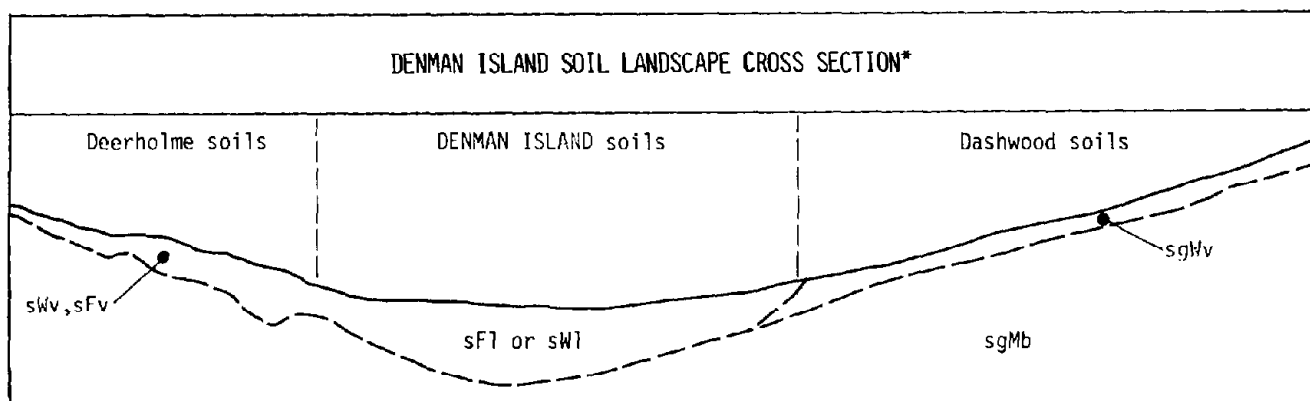 DENMAN ISLAND SOIL LANDSCAPE CROSS SECTION*
Deerholme soils
DENMAN ISLAND soils
Dashwood soils
sgWv
sWv,sFv
sFl or sWl
sgMb